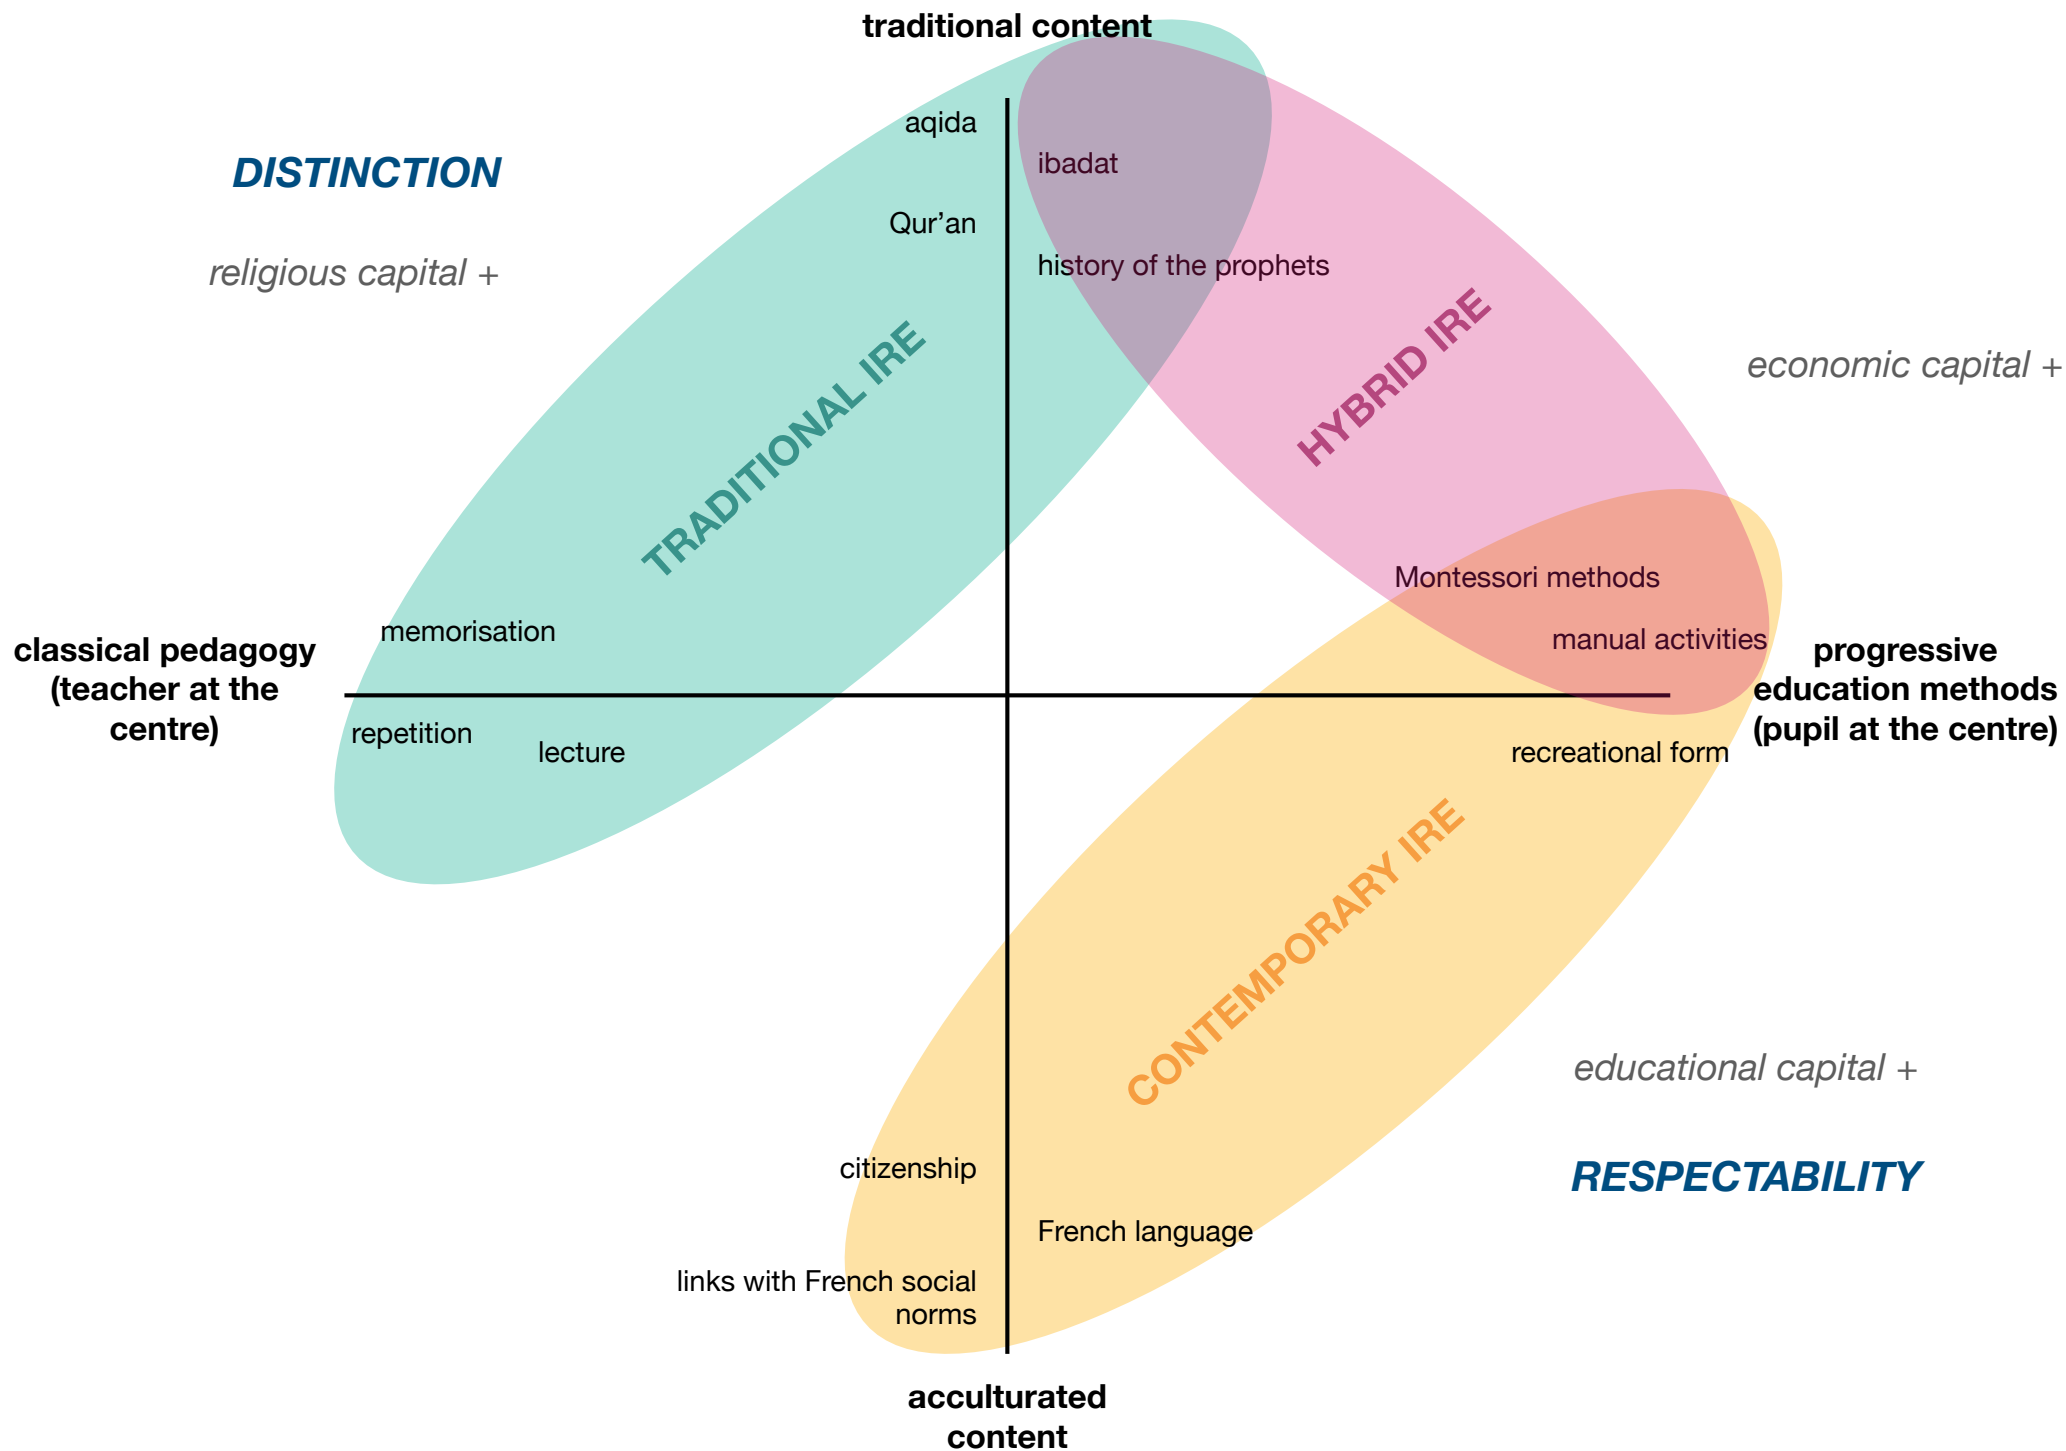 traditional content
aqida
DISTINCTION
ibadat
Qur’an
religious capital +
history of the prophets
TRADITIONAL IRE
HYBRID IRE
economic capital +
Montessori methods
memorisation
manual activities
classical pedagogy
(teacher at the
centre)
progressive
education methods
(pupil at the centre)
repetition
lecture
recreational form
CONTEMPORARY IRE
educational capital +
citizenship
RESPECTABILITY
French language
links with French social
norms
acculturated
content